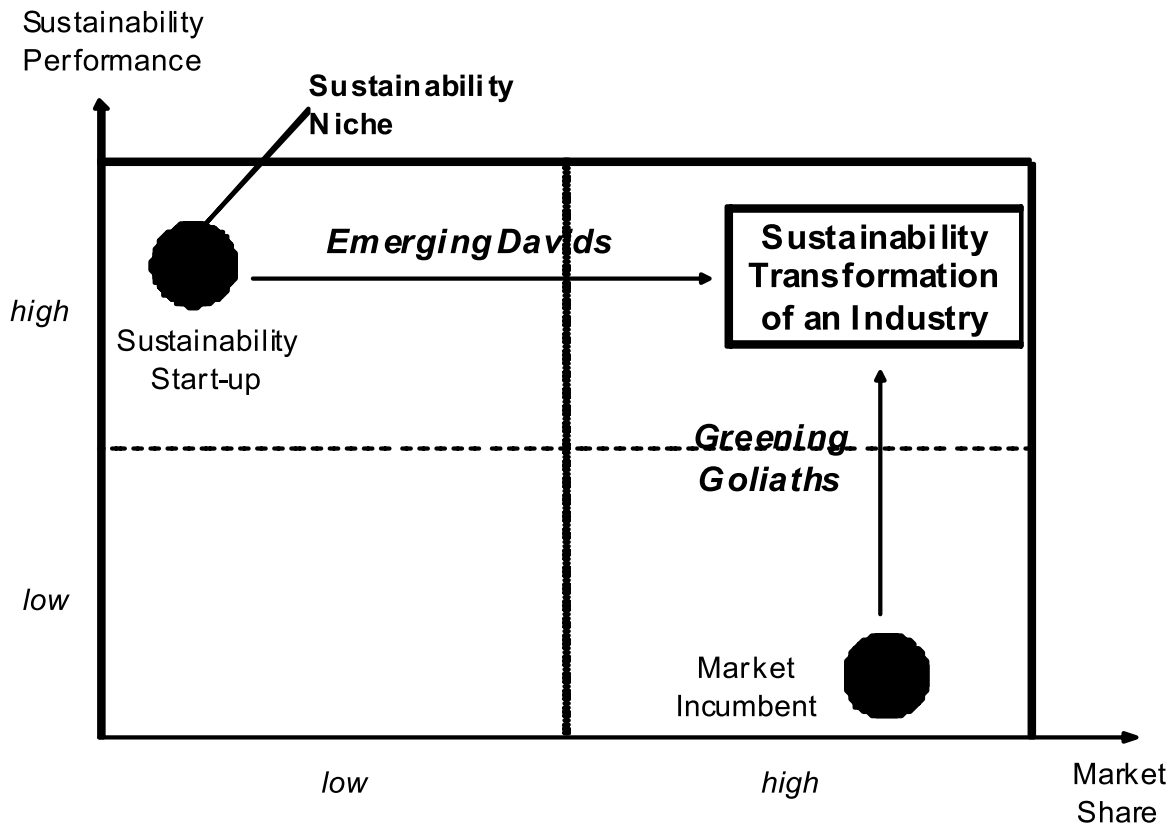 Sustainability
Performance
Sustainability
Niche
Emerging Davids
Sustainability
Transformation
of an Industry
high
Sustainability
Start-up
Greening
Goliaths
low
Market
Incumbent
low
high
Market
Share